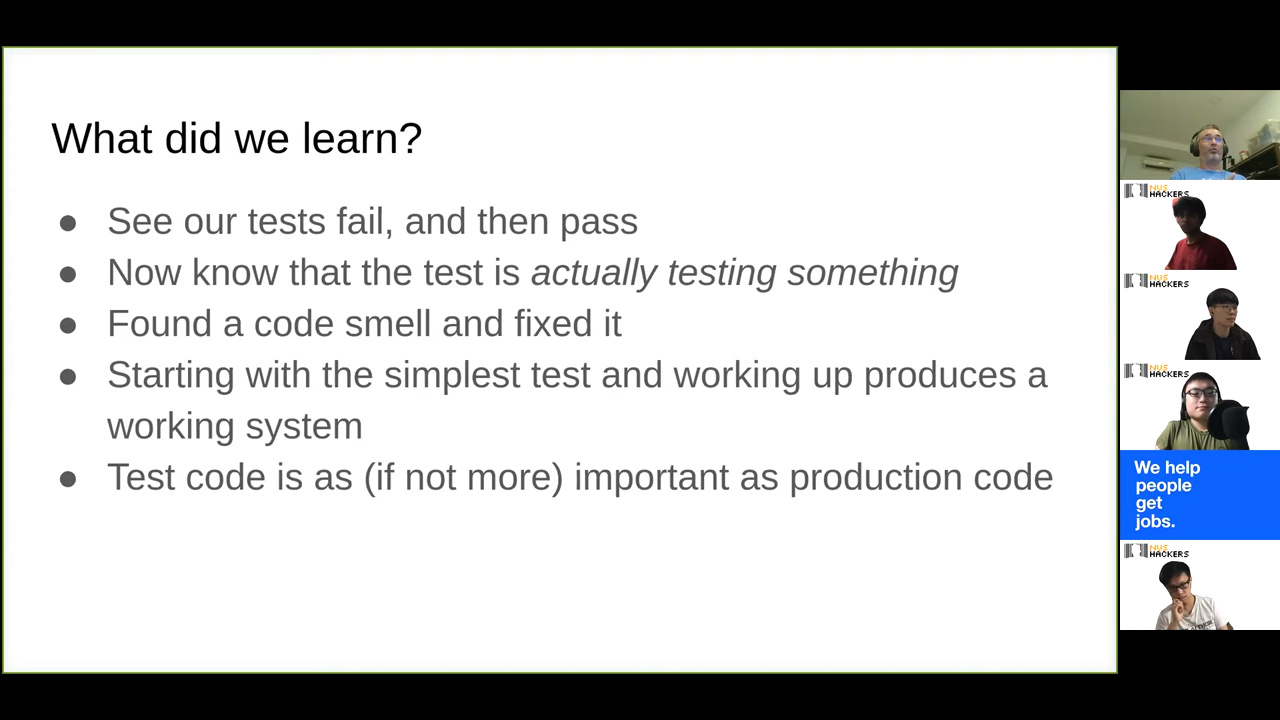 What did we learn?
● See our tests fail, and then pass
● Now know that the test is actually testing something
● Found a code smell and fixed it
● Starting with the simplest test and working up produces a
working system
● Test code is as (if not more) important as production code
NUS
HACKERS
NUS
HACKERS
NUS
HACKERS
We help
people
get
jobs.
NUS
HACKERS